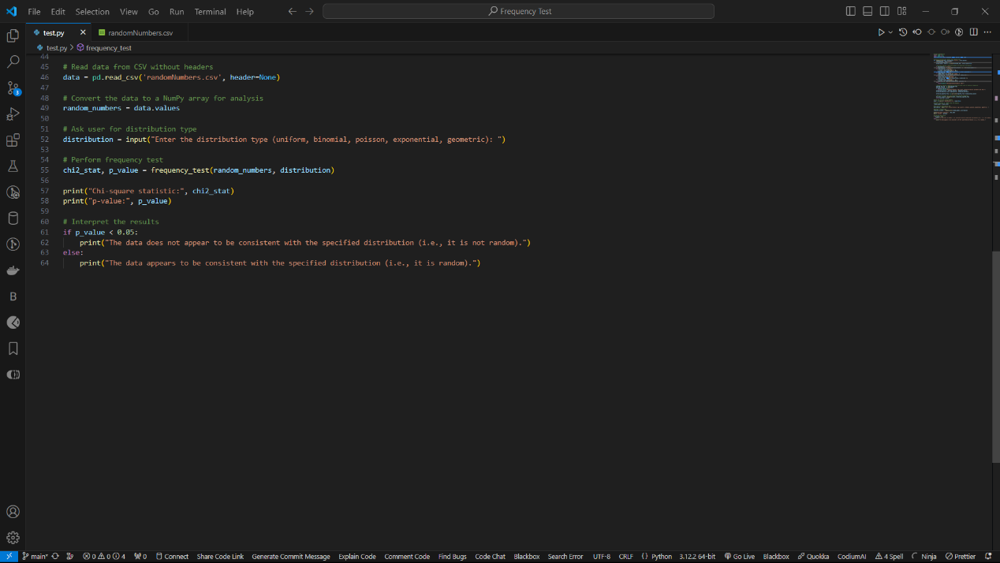 File Edit Selection View Go Run Terminal Help
Frequency Test
test.py
randomNumbers.csv
test.py > frequency_test
44
45 # Read data from CSV without headers
46 data = pd.read_csv('randomNumbers.csv', header=None)
47
48 # Convert the data to a NumPy array for analysis
49 random_numbers = data.values
50
51 # Ask user for distribution type
52 distribution = input("Enter the distribution type (uniform, binomial, poisson, exponential, geometric): ")
53
54 # Perform frequency test
55 chi2_stat, p_value = frequency_test(random_numbers, distribution)
56
57 print("Chi-square statistic:", chi2_stat)
58 print("p-value:", p_value)
59
60 # Interpret the results
61 if p_value < 0.05:
62 print("The data does not appear to be consistent with the specified distribution (i.e., it is not random).")
63 else:
64 print("The data appears to be consistent with the specified distribution (i.e., it is random).")
3
B
main* 0 0 4 0 Connect Share Code Link Generate Commit Message Explain Code Comment Code Find Bugs Code Chat Blackbox Search Error UTF-8 CRLF {} Python 3.12.2 64-bit Go Live Blackbox Quokka CodiumAI 4 Spell Ninja Prettier